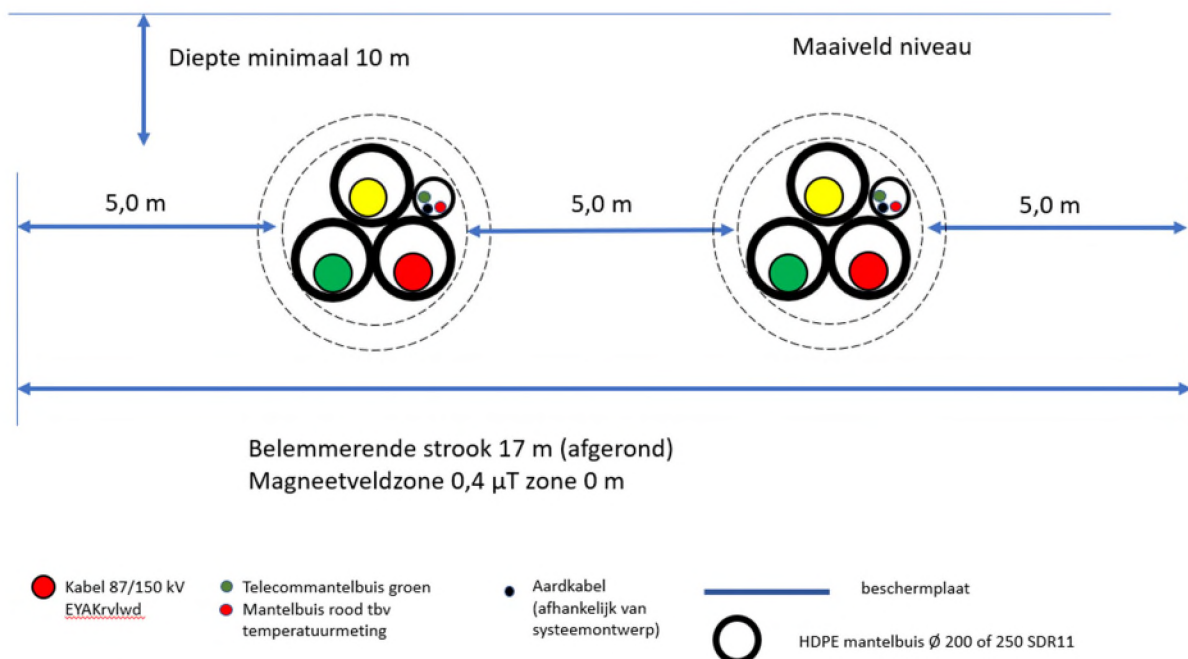 Diepte minimaal 10 m
Maaiveld niveau
5,0 m
5,0 m
5,0 m
Belemmerende strook 17 m (afgerond)
Magneetveldzone 0,4 µT zone 0 m
Kabel 87/150 kV
EYAKrvlwd
Telecommantelbuis groen
Mantelbuis rood tbv
temperatuurmeting
Aardkabel
(afhankelijk van
systeemontwerp)
beschermplaat
HDPE mantelbuis Ø 200 of 250 SDR11